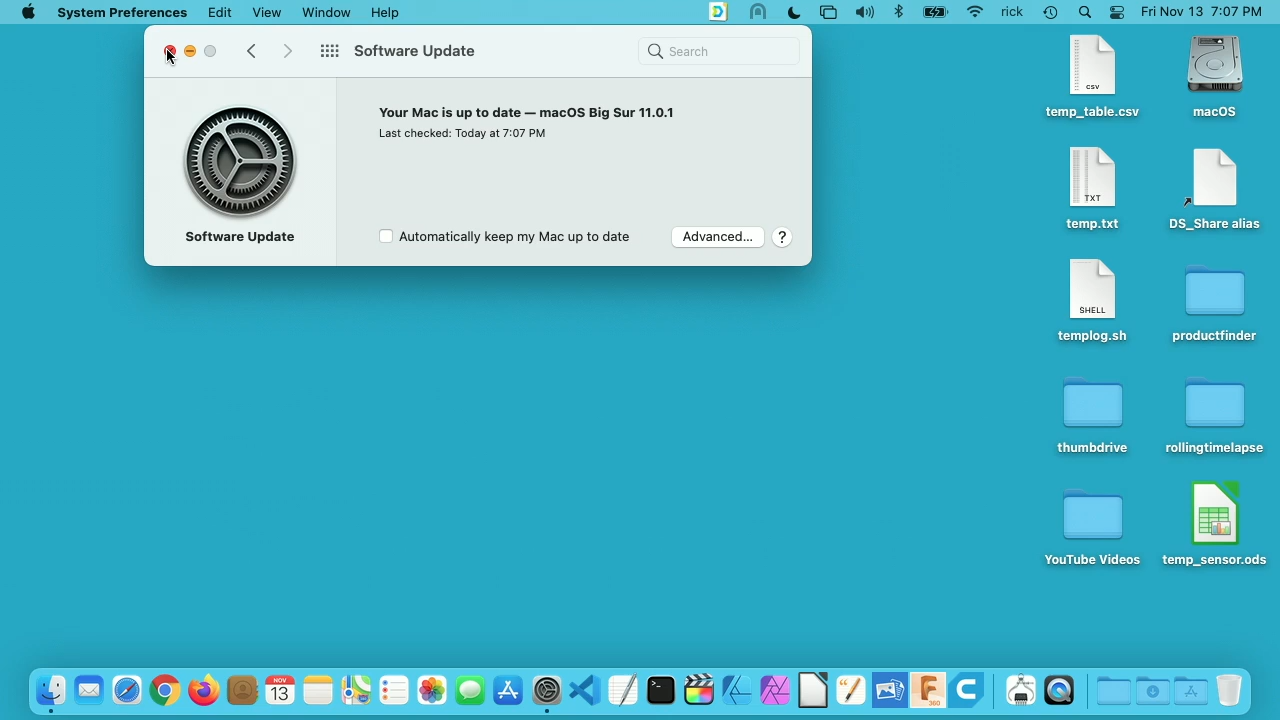 System Preferences Edit View Window Help
rick Fri Nov 13 7:07 PM
Software Update
Search
Your Mac is up to date — macOS Big Sur 11.0.1
Last checked: Today at 7:07 PM
Software Update
Automatically keep my Mac up to date
Advanced...
?
CSV
temp_table.csv
macOS
TXT
temp.txt
DS_Share alias
SHELL
templog.sh
productfinder
thumbdrive
rollingtimelapse
YouTube Videos
temp_sensor.ods
NOV
13
360